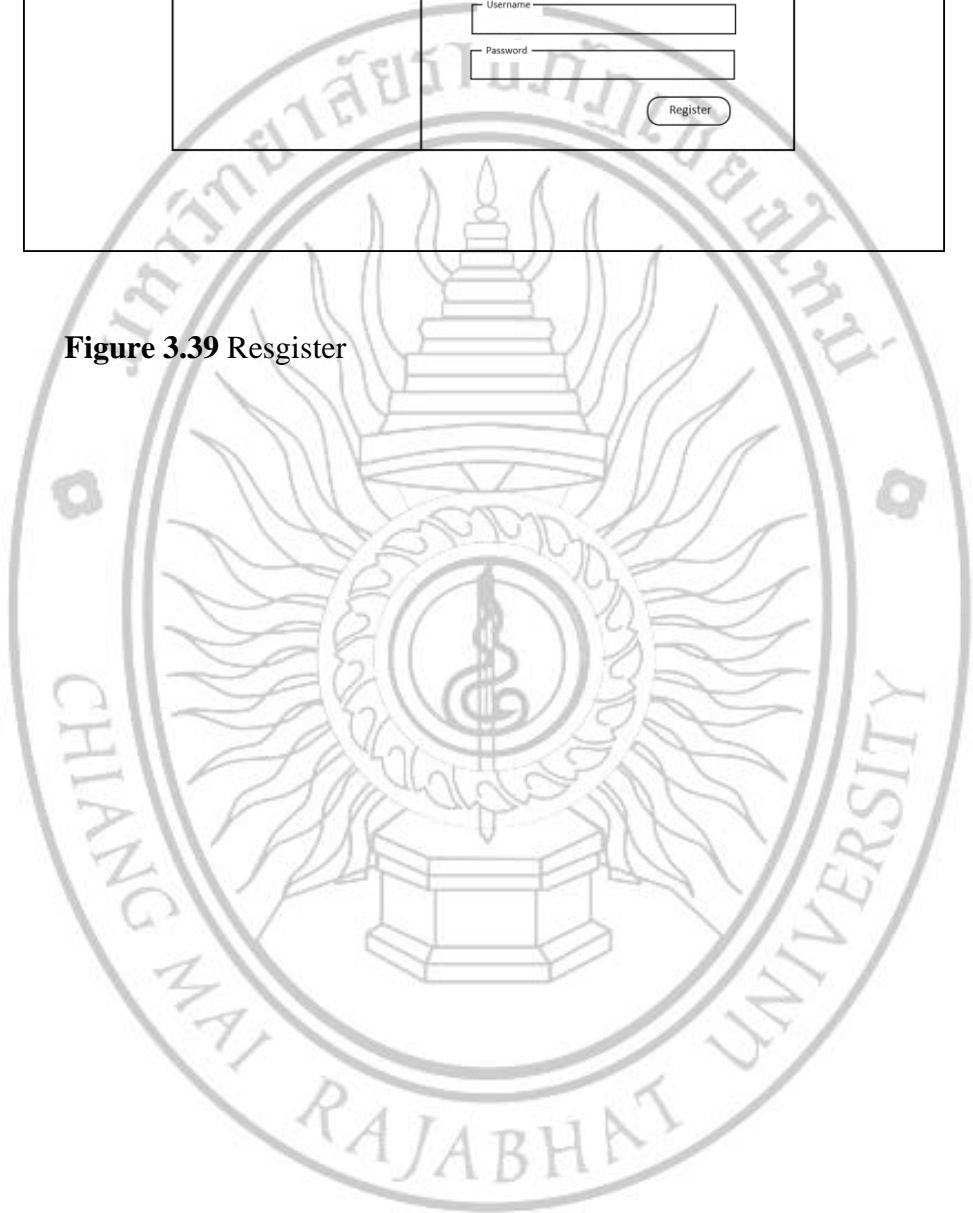 Username
Password
Register
มหาวิทยาลัยราชภัฏเชียงใหม่
Figure 3.39 Resgister
CHIANG MAI RAJABHAT UNIVERSITY